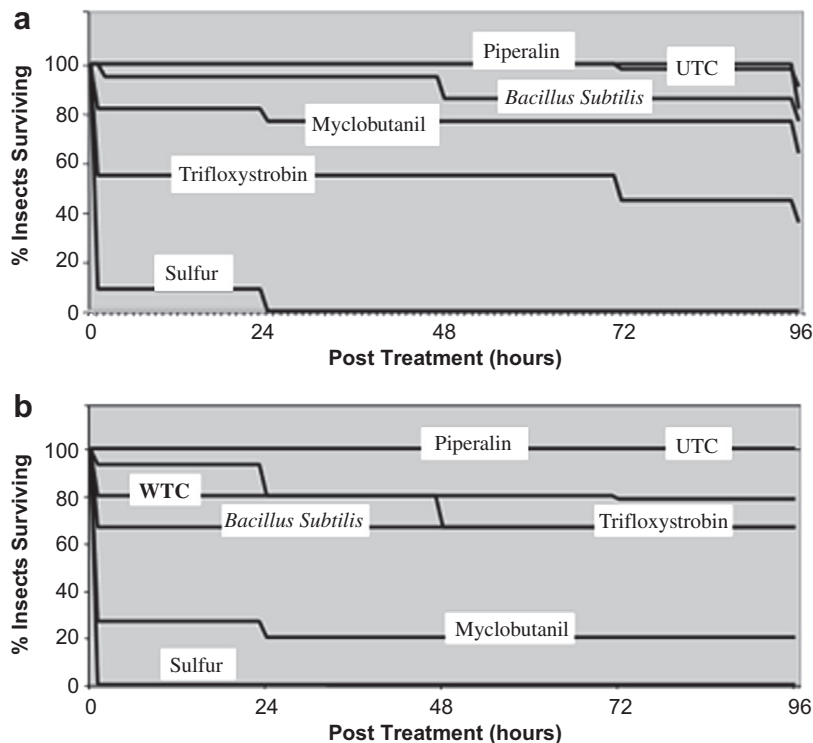 a
% Insects Surviving
100
80
60
40
20
0
Piperalin
UTC
Bacillus Subtilis
Myclobutanil
Trifloxystrobin
Sulfur
0 24 48 72 96
Post Treatment (hours)
b
% Insects Surviving
100
80
60
40
20
0
Piperalin
UTC
WTC
Bacillus Subtilis
Trifloxystrobin
Myclobutanil
Sulfur
0 24 48 72 96
Post Treatment (hours)